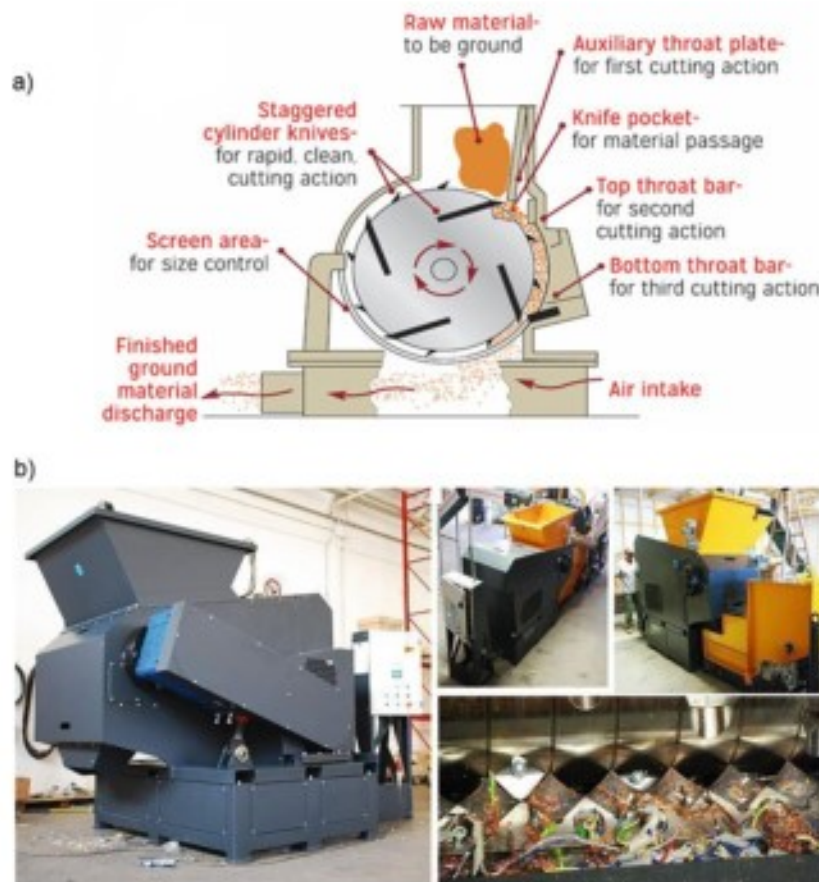 a)
Raw material-
to be ground
Auxiliary throat plate-
for first cutting action
Staggered
cylinder knives-
for rapid, clean,
cutting action
Knife pocket-
for material passage
Top throat bar-
for second
cutting action
Screen area-
for size control
Bottom throat bar-
for third cutting action
Finished
ground
material
discharge
Air intake
b)